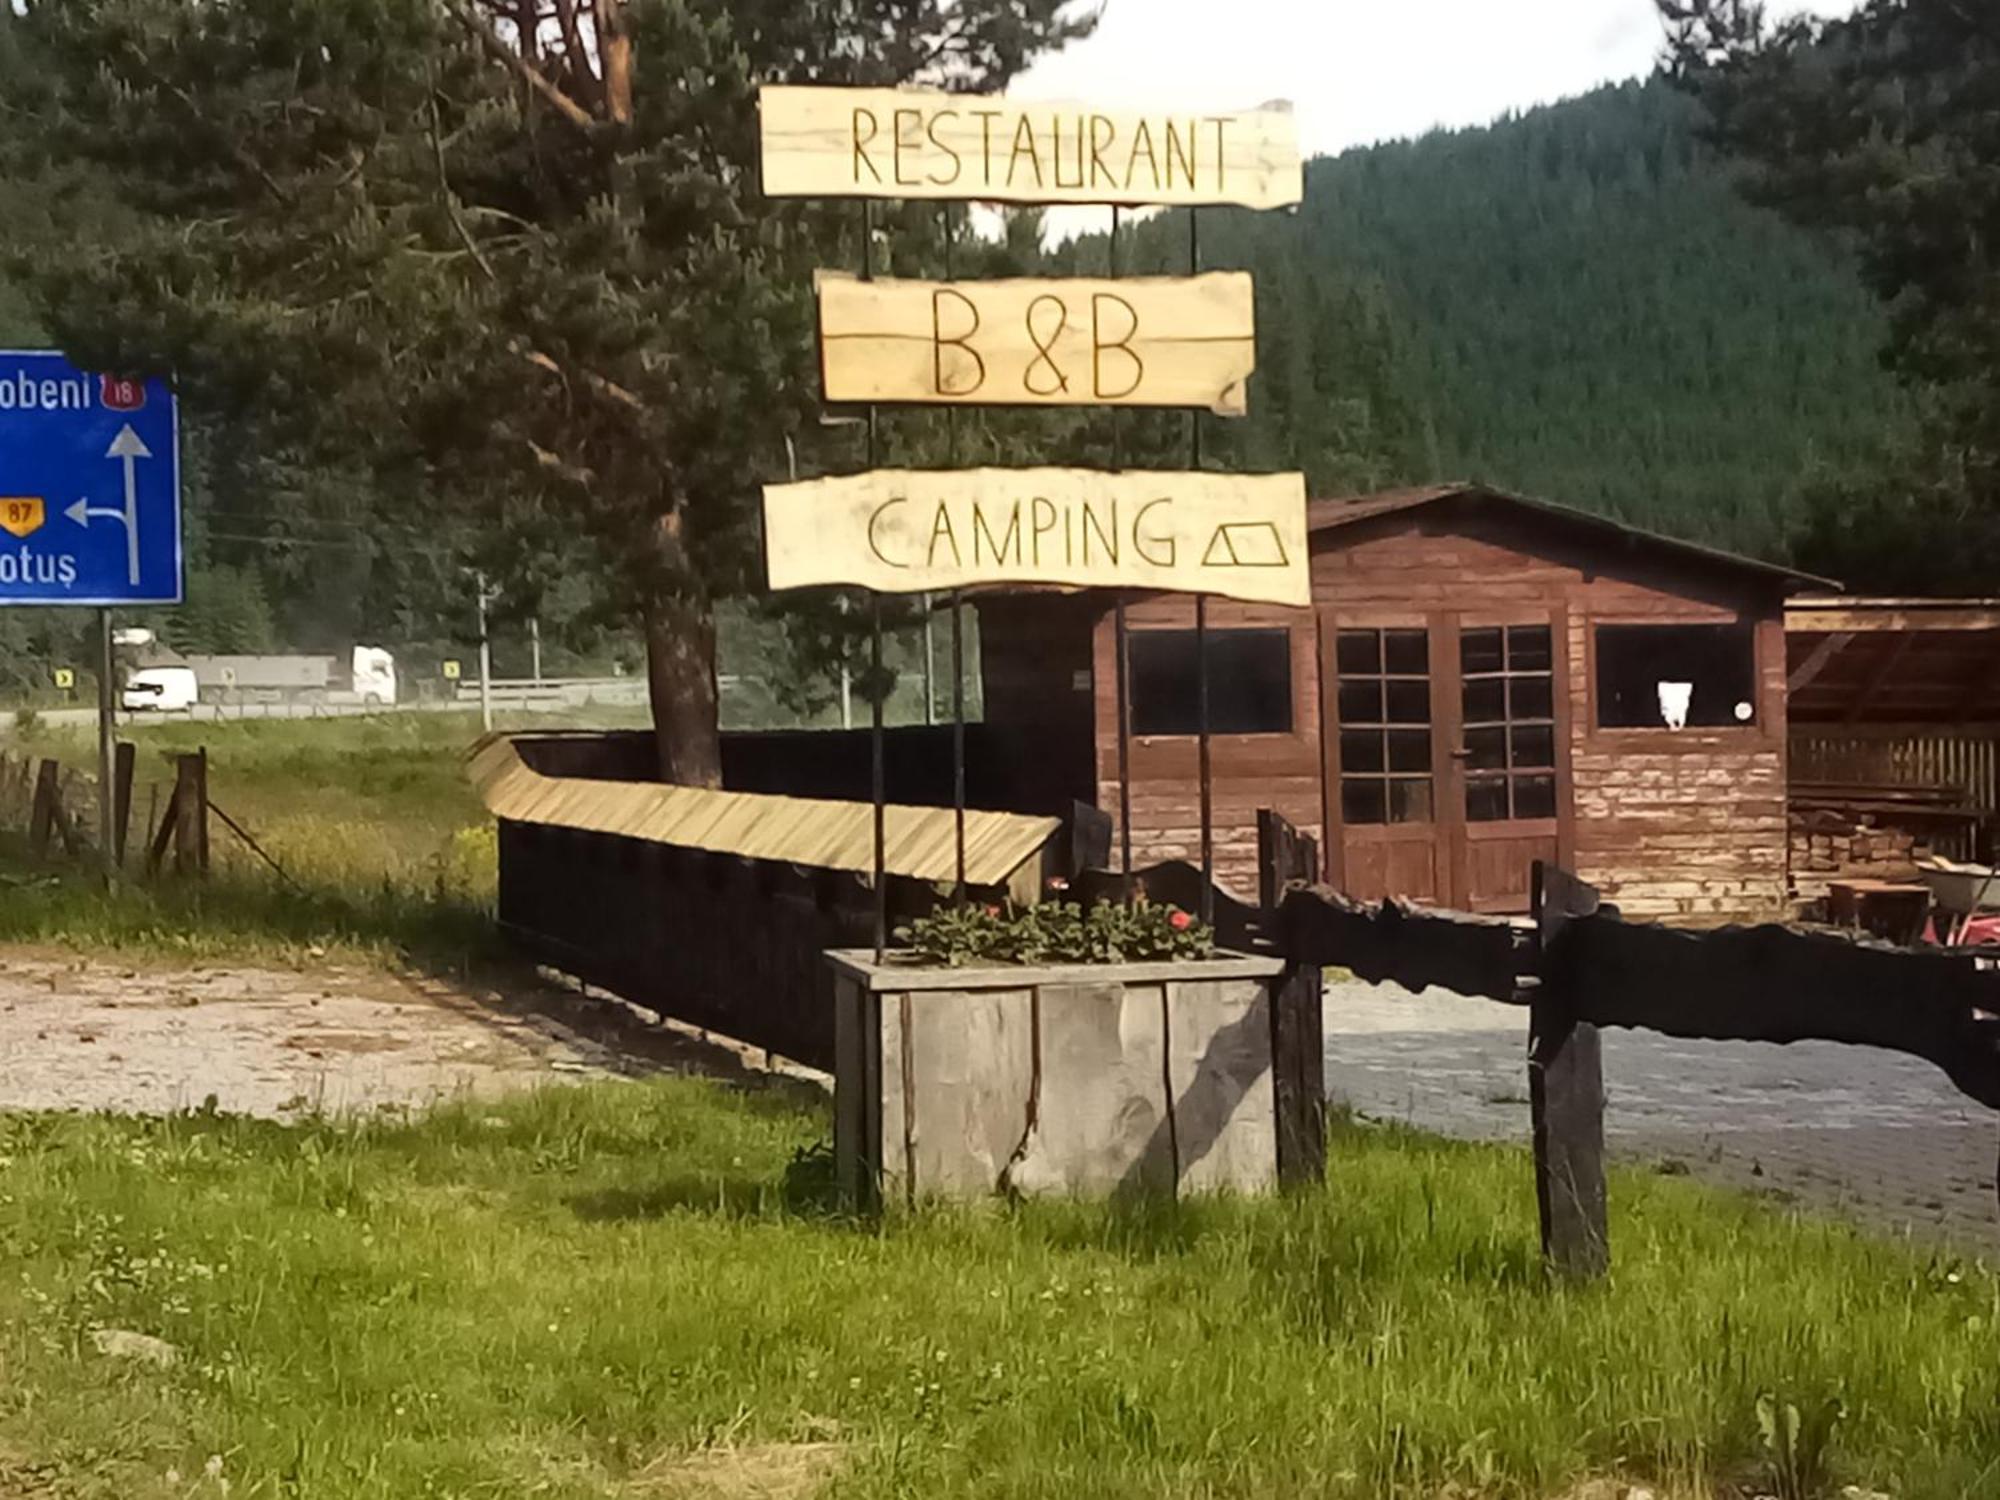 RESTAURANT
B & B
CAMPiNG
obeni 18
87
otuș